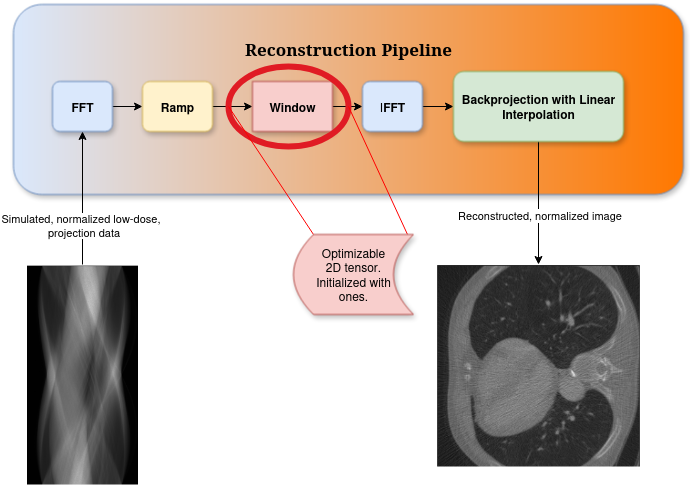 Reconstruction Pipeline
FFT
Ramp
Window
IFFT
Backprojection with Linear
Interpolation
Simulated, normalized low-dose,
projection data
Reconstructed, normalized image
Optimizable
2D tensor.
Initialized with
ones.